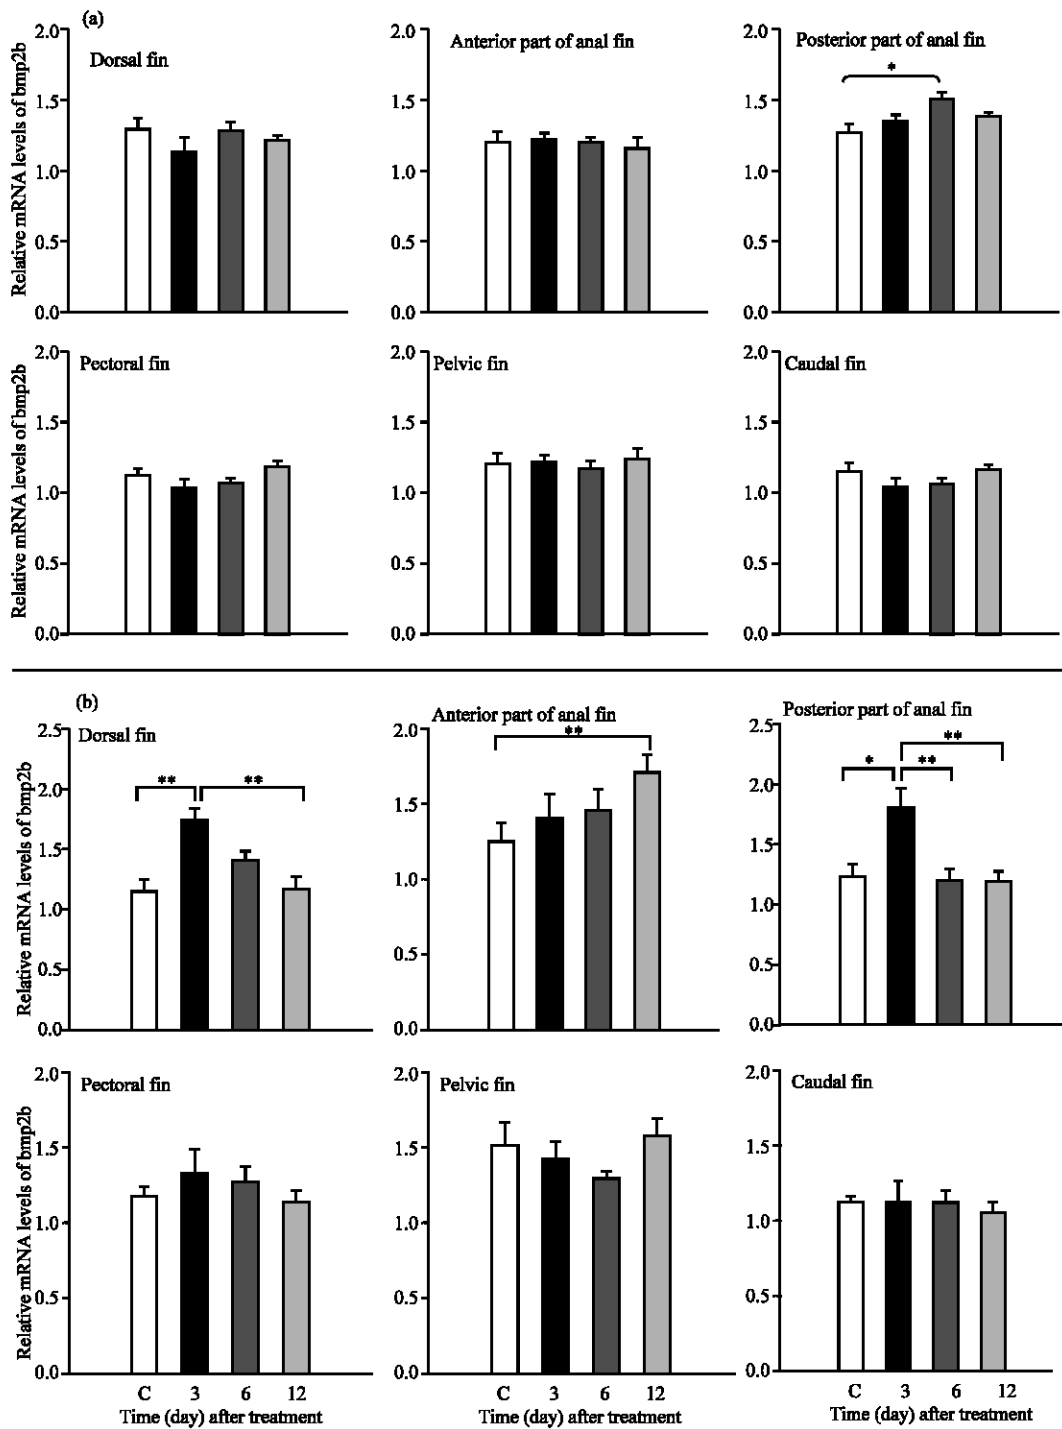 (a)
Relative mRNA levels of bmp2b
2.0
1.5
1.0
0.5
0.0
Dorsal fin
2.0
1.5
1.0
0.5
0.0
Anterior part of anal fin
2.0
1.5
1.0
0.5
0.0
Posterior part of anal fin
*
Relative mRNA levels of bmp2b
2.0
1.5
1.0
0.5
0.0
Pectoral fin
2.0
1.5
1.0
0.5
0.0
Pelvic fin
2.0
1.5
1.0
0.5
0.0
Caudal fin
(b)
Relative mRNA levels of bmp2b
2.5
2.0
1.5
1.0
0.5
0.0
Dorsal fin
**
**
2.0
1.5
1.0
0.5
0.0
Anterior part of anal fin
**
2.5
2.0
1.5
1.0
0.5
0.0
Posterior part of anal fin
**
*
**
Relative mRNA levels of bmp2b
2.0
1.5
1.0
0.5
0.0
Pectoral fin
C 3 6 12
Time (day) after treatment
2.0
1.5
1.0
0.5
0.0
Pelvic fin
C 3 6 12
Time (day) after treatment
2.0
1.5
1.0
0.5
0.0
Caudal fin
C 3 6 12
Time (day) after treatment